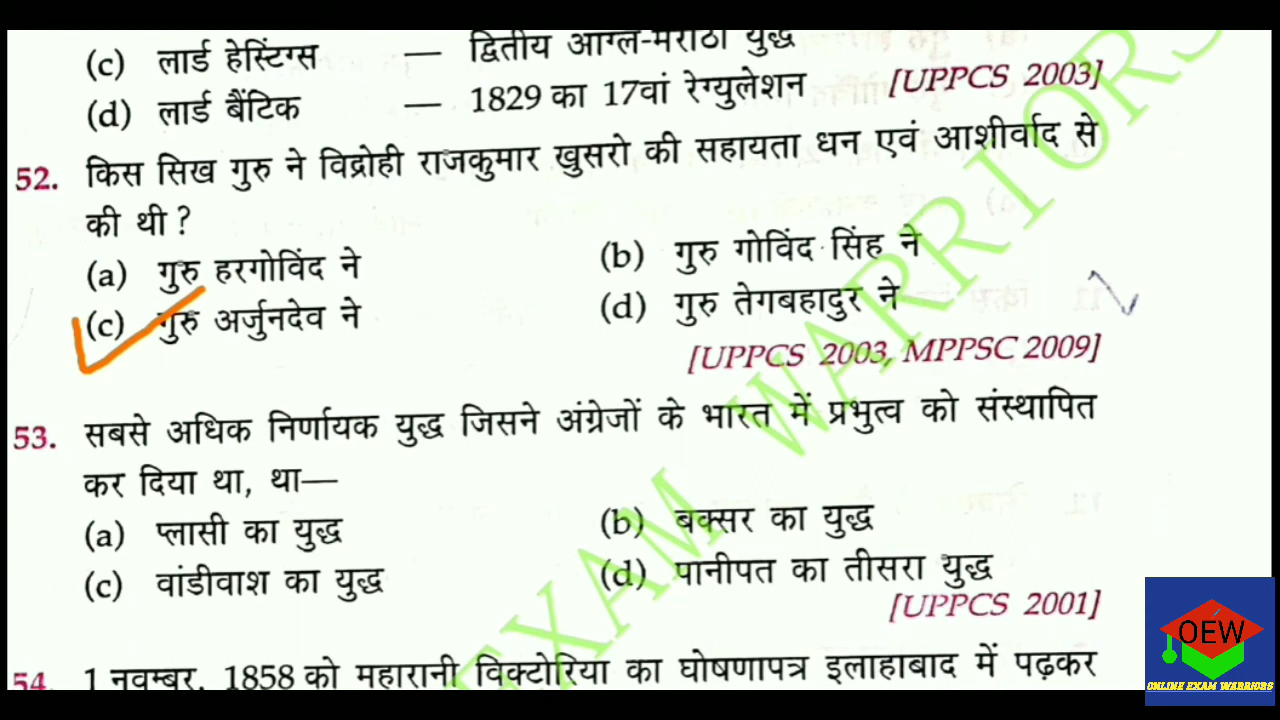 (c) लार्ड हेस्टिंग्स — द्वितीय आंग्ल-मराठा युद्ध
(d) लार्ड बैंटिक — 1829 का 17वां रेग्युलेशन [UPPCS 2003]
52. किस सिख गुरु ने विद्रोही राजकुमार खुसरो की सहायता धन एवं आशीर्वाद से
की थी ?
(a) गुरु हरगोविंद ने (b) गुरु गोविंद सिंह ने
(c) गुरु अर्जुनदेव ने (d) गुरु तेगबहादुर ने
[UPPCS 2003, MPPSC 2009]
53. सबसे अधिक निर्णायक युद्ध जिसने अंग्रेजों के भारत में प्रभुत्व को संस्थापित
कर दिया था, था—
(a) प्लासी का युद्ध (b) बक्सर का युद्ध
(c) वांडीवाश का युद्ध (d) पानीपत का तीसरा युद्ध
[UPPCS 2001]
54. 1 नवम्बर, 1858 को महारानी विक्टोरिया का घोषणापत्र इलाहाबाद में पढ़कर
EXAM WARRIORS
OEW
ONLINE EXAM WARRIORS